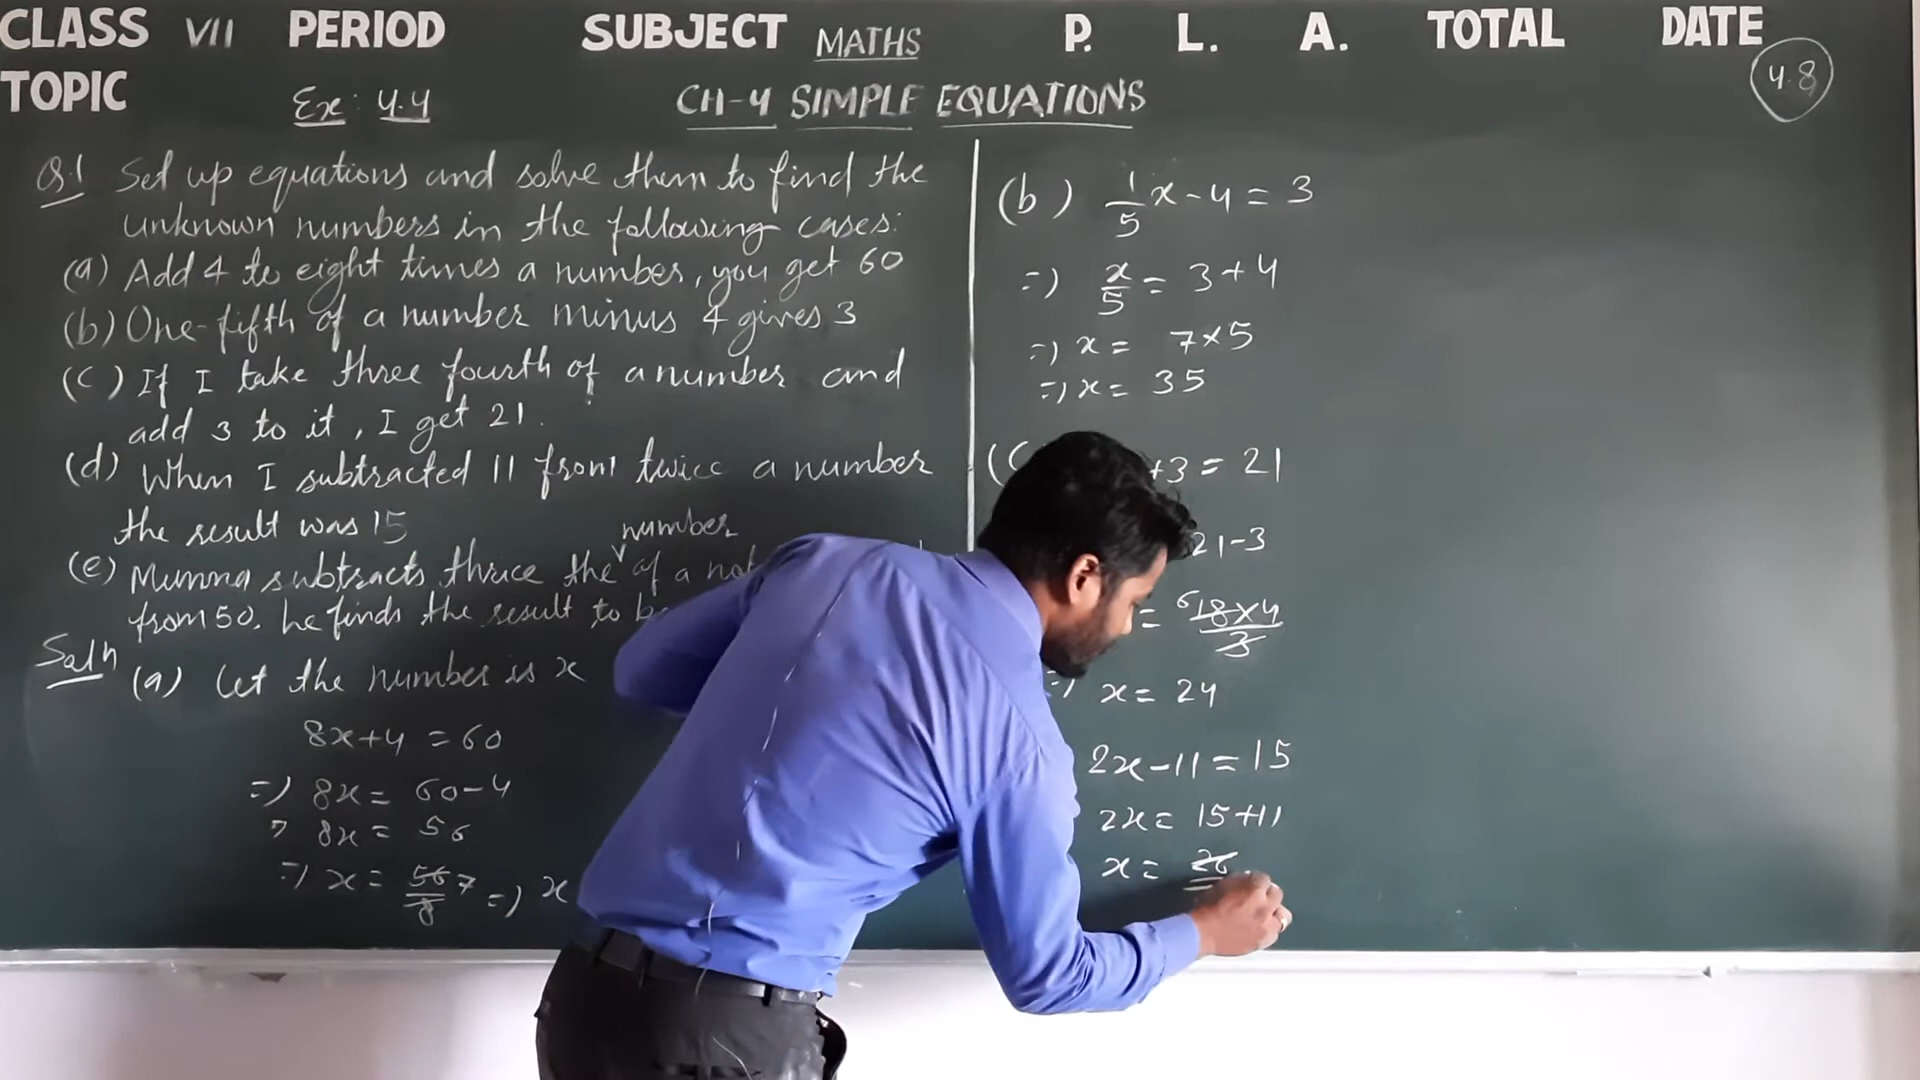 CLASS VII PERIOD SUBJECT MATHS P. L. A. TOTAL DATE
TOPIC Ex: 4.4 CH-4 SIMPLE EQUATIONS 4.8
Q.1 Set up equations and solve them to find the
unknown numbers in the following cases:
(a) Add 4 to eight times a number, you get 60
(b) One-fifth of a number minus 4 gives 3
(c) If I take three fourth of a number and
add 3 to it, I get 21.
(d) When I subtracted 11 from twice a number
the result was 15
number
(e) Munna subtracts thrice the of a
from 50. he finds the result to
Soln
(a) Let the number is x
8x+4 = 60
=) 8x = 60-4
8x = 56
=) x = 56/8 7 =) x
(b) 1/5 x - 4 = 3
=) x/5 = 3+4
=) x = 7×5
=) x = 35
(C +3 = 21
21-3
= 6 18×4/3
x = 24
2x-11 = 15
2x = 15+11
x = 26